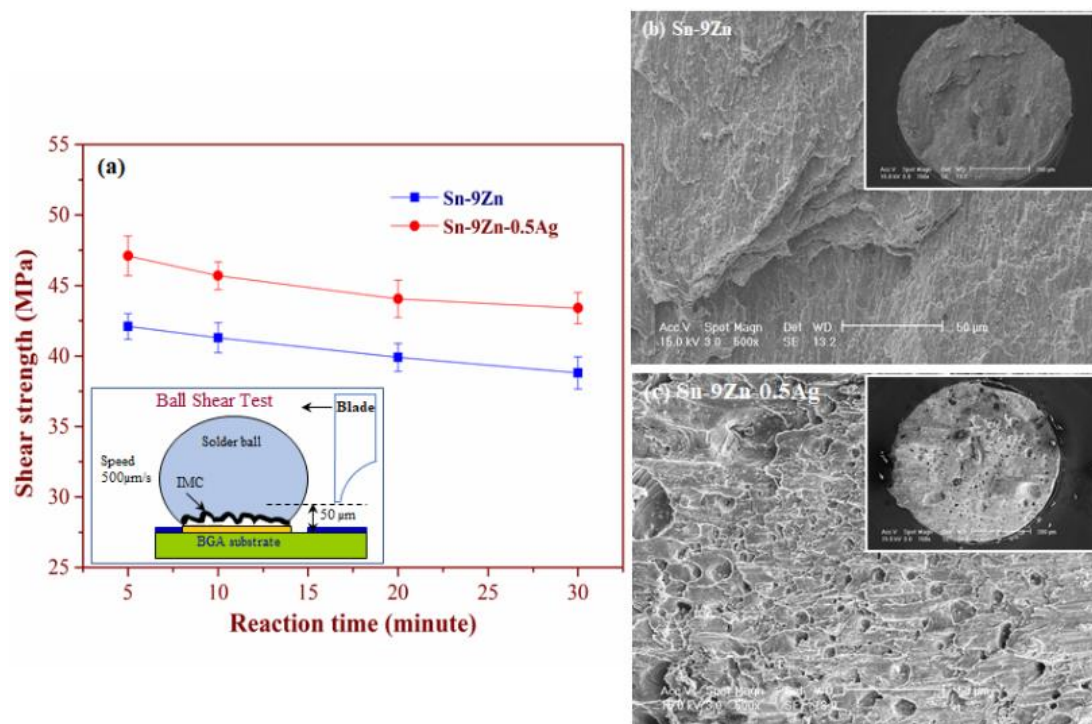 (a)
Sn-9Zn
Sn-9Zn-0.5Ag
Shear strength (MPa)
55
50
45
40
35
30
25
5
10
15
20
25
30
Reaction time (minute)
Ball Shear Test
Blade
Solder ball
Speed
500µm/s
IMC
50 µm
BGA substrate
(b) Sn-9Zn
Acc.V Spot Magn Det WD
15.0 kV 3.0 500x SE 13.2
50 µm
(c) Sn-9Zn-0.5Ag